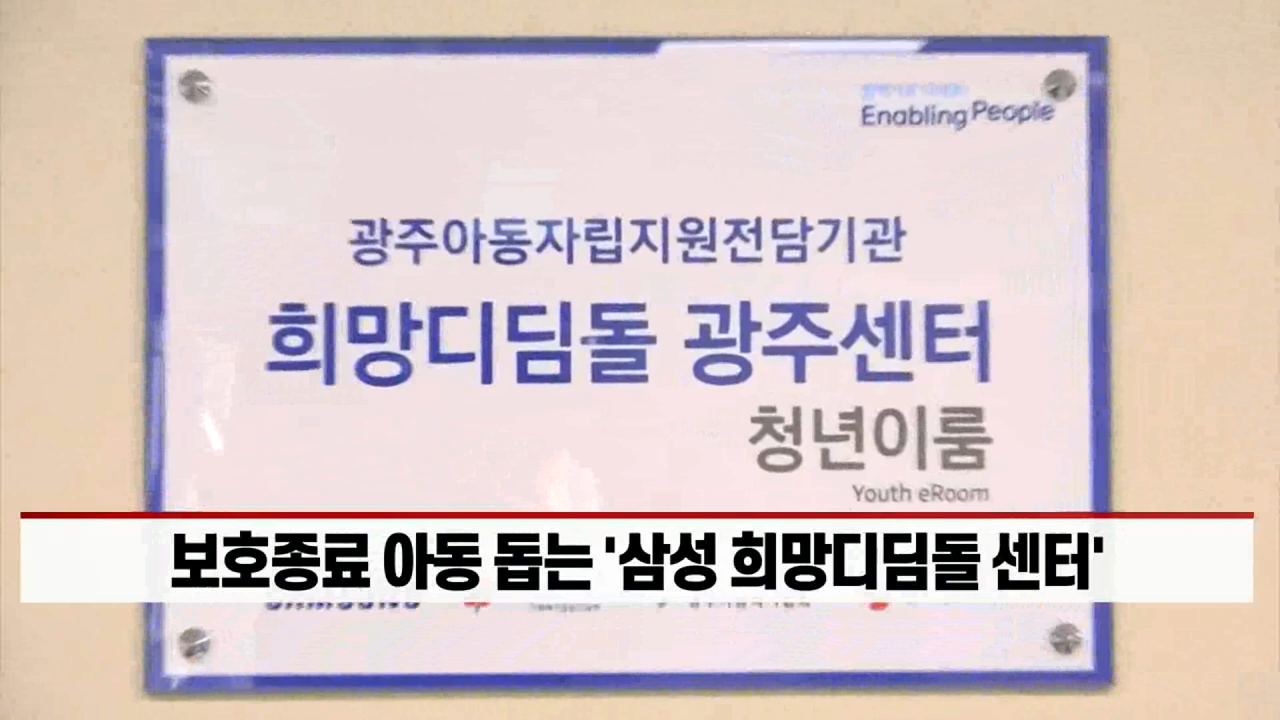 Enabling People
광주아동자립지원전담기관
희망디딤돌 광주센터
청년이룸
Youth eRoom
보호종료 아동 돕는 '삼성 희망디딤돌 센터'
SAMSUNG